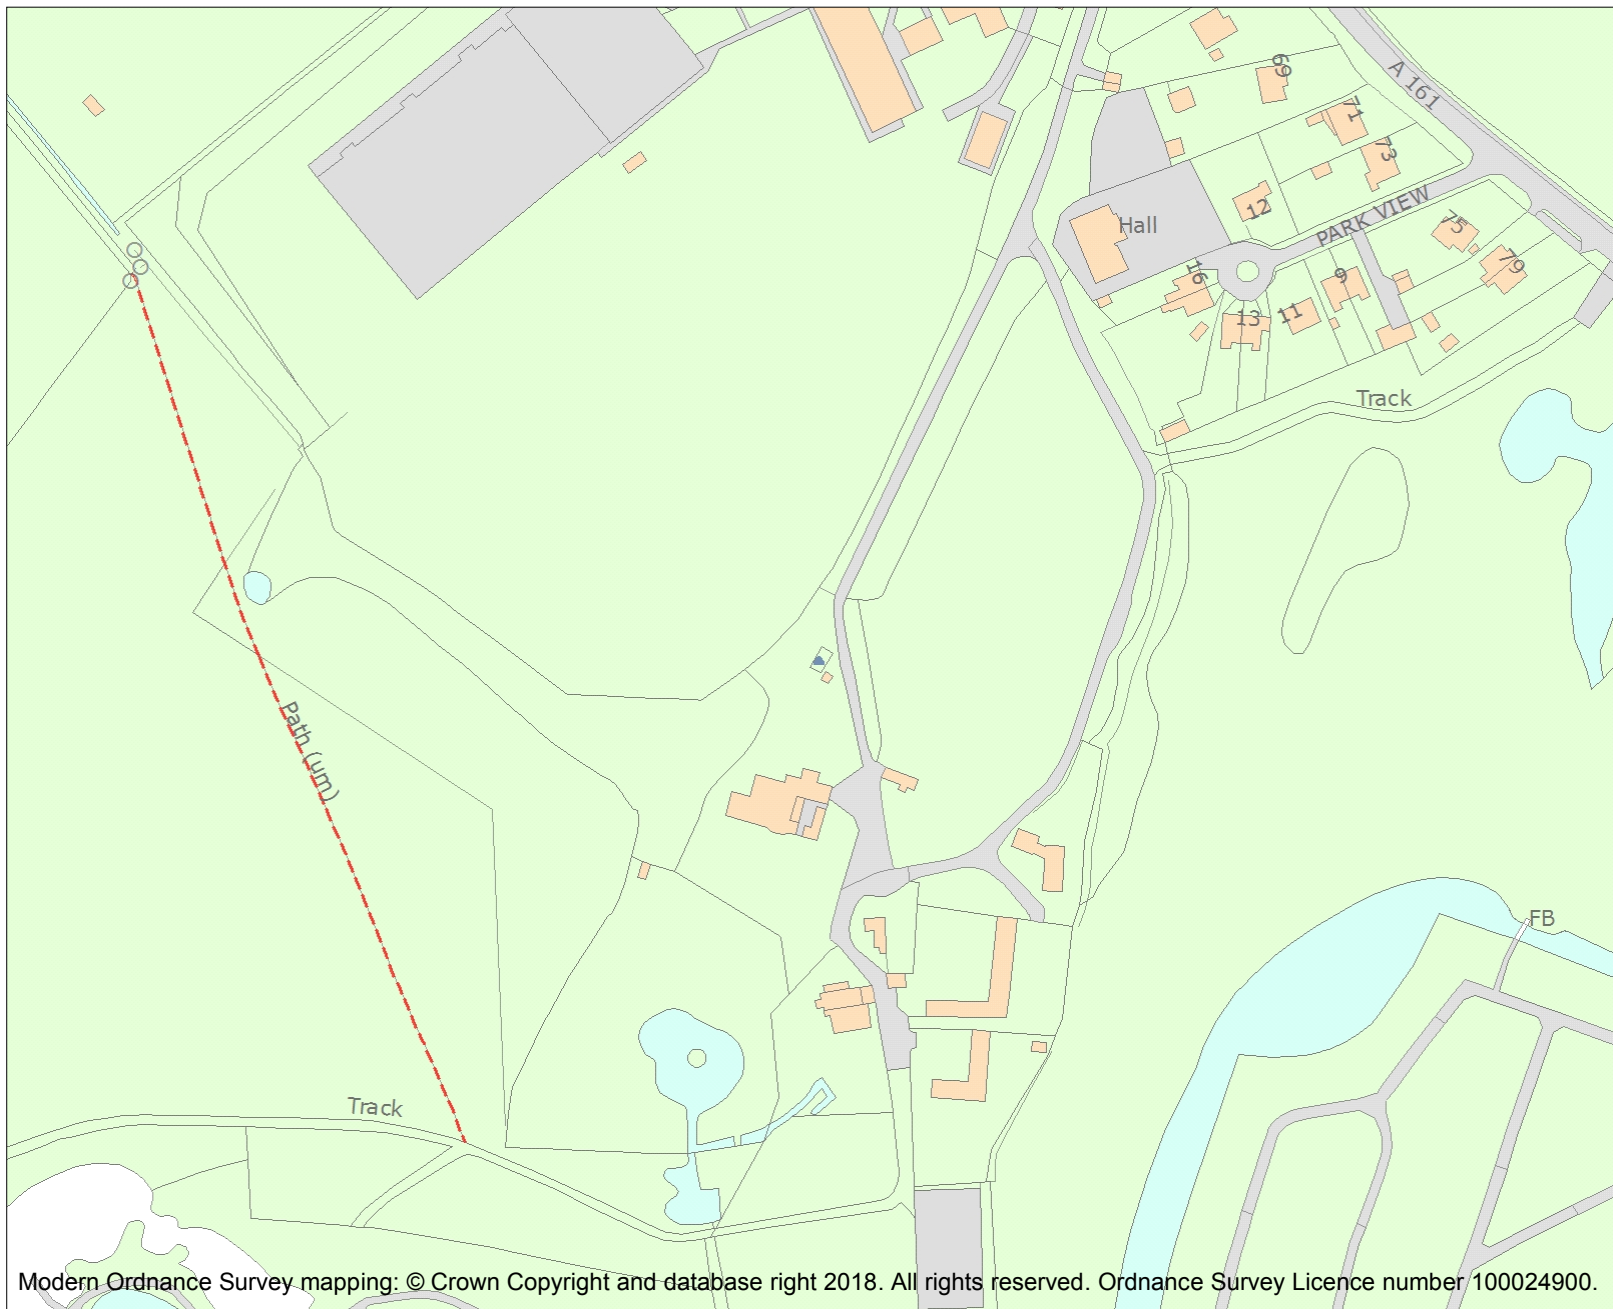 A 161
69
71
73
12
PARK VIEW
Hall
75
79
16
9
13
11
Track
Path (um)
FB
Track
Modern Ordnance Survey mapping: © Crown Copyright and database right 2018. All rights reserved. Ordnance Survey Licence number 100024900.